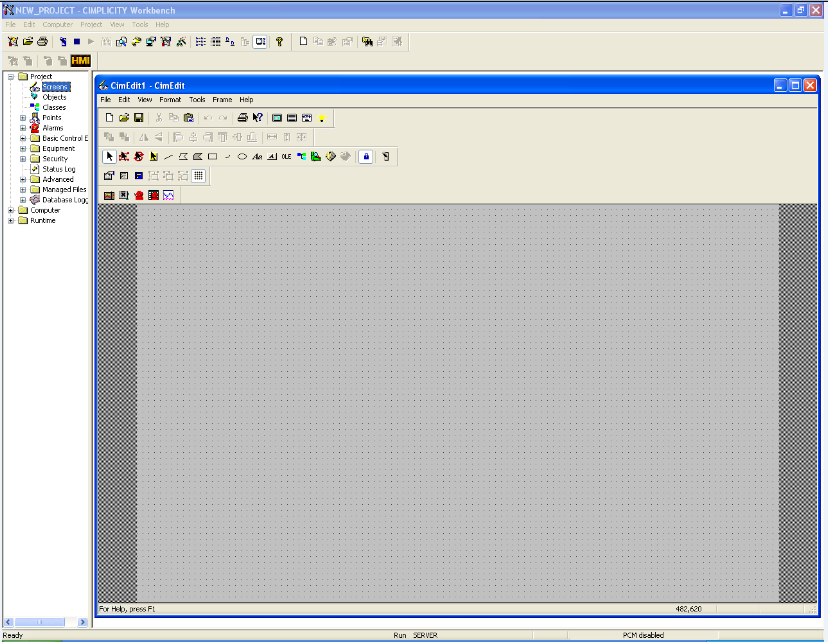 NEW_PROJECT - CIMPLICITY Workbench
File Edit Computer Project View Tools Help
HMI
Project
Screens
Objects
Classes
Points
Alarms
Basic Control E
Equipment
Security
Status Log
Advanced
Managed Files
Database Logg
Computer
Runtime
CimEdit1 - CimEdit
File Edit View Format Tools Frame Help
OLE
For Help, press F1
482,620
Ready
Run SERVER
PCM disabled